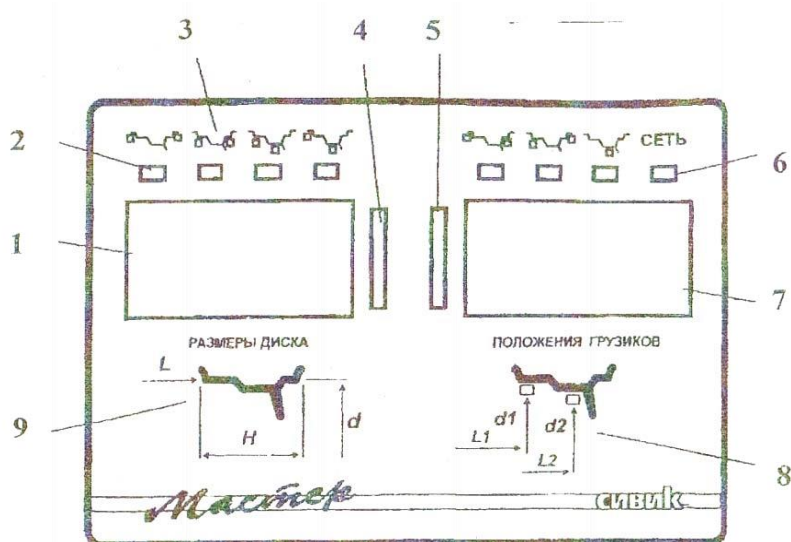 3 4 5
2
СЕТЬ
6
1
7
РАЗМЕРЫ ДИСКА
ПОЛОЖЕНИЯ ГРУЗИКОВ
L
d
d1
d2
9
H
L1
L2
8
Мастер
сивик